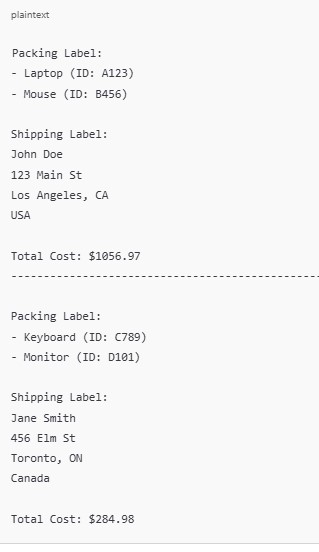 plaintext
Packing Label:
- Laptop (ID: A123)
- Mouse (ID: B456)
Shipping Label:
John Doe
123 Main St
Los Angeles, CA
USA
Total Cost: $1056.97
------------------------------------------------
Packing Label:
- Keyboard (ID: C789)
- Monitor (ID: D101)
Shipping Label:
Jane Smith
456 Elm St
Toronto, ON
Canada
Total Cost: $284.98